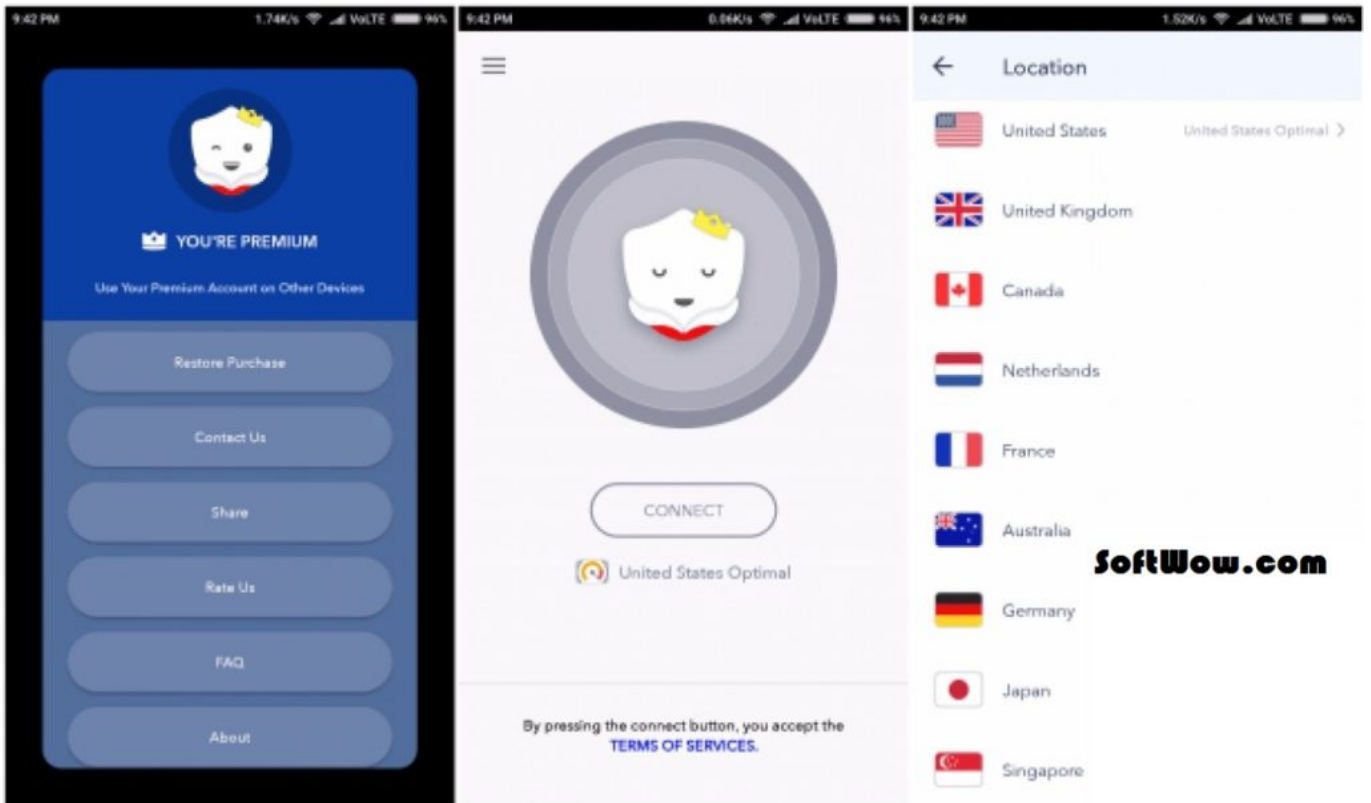 9:42 PM 1.74K/s VoLTE 96%
YOU'RE PREMIUM
Use Your Premium Account on Other Devices
Restore Purchase
Contact Us
Share
Rate Us
FAQ
About
9:42 PM 0.06K/s VoLTE 96%
CONNECT
United States Optimal
By pressing the connect button, you accept the
TERMS OF SERVICES.
9:42 PM 1.52K/s VoLTE 96%
Location
United States United States Optimal
United Kingdom
Canada
Netherlands
France
Australia
SoftWow.com
Germany
Japan
Singapore